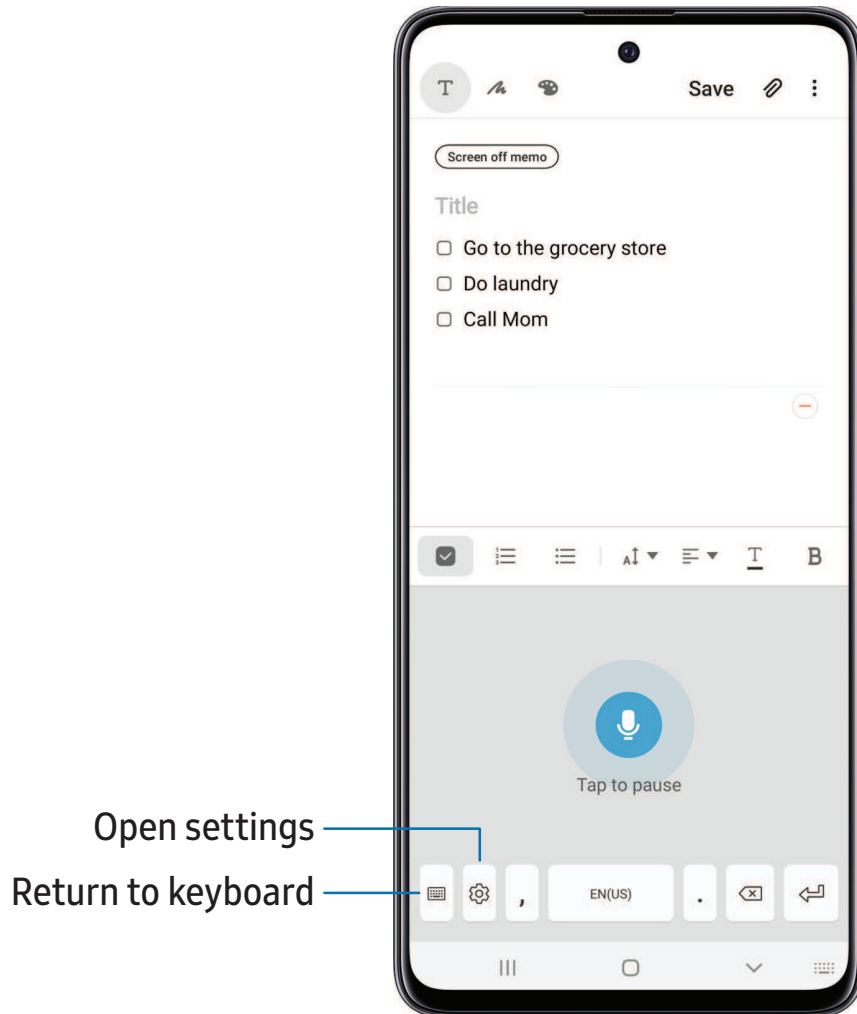 T
Save
Screen off memo
Title
Go to the grocery store
Do laundry
Call Mom
A
T
B
Tap to pause
Open settings
Return to keyboard
,
EN(US)
.